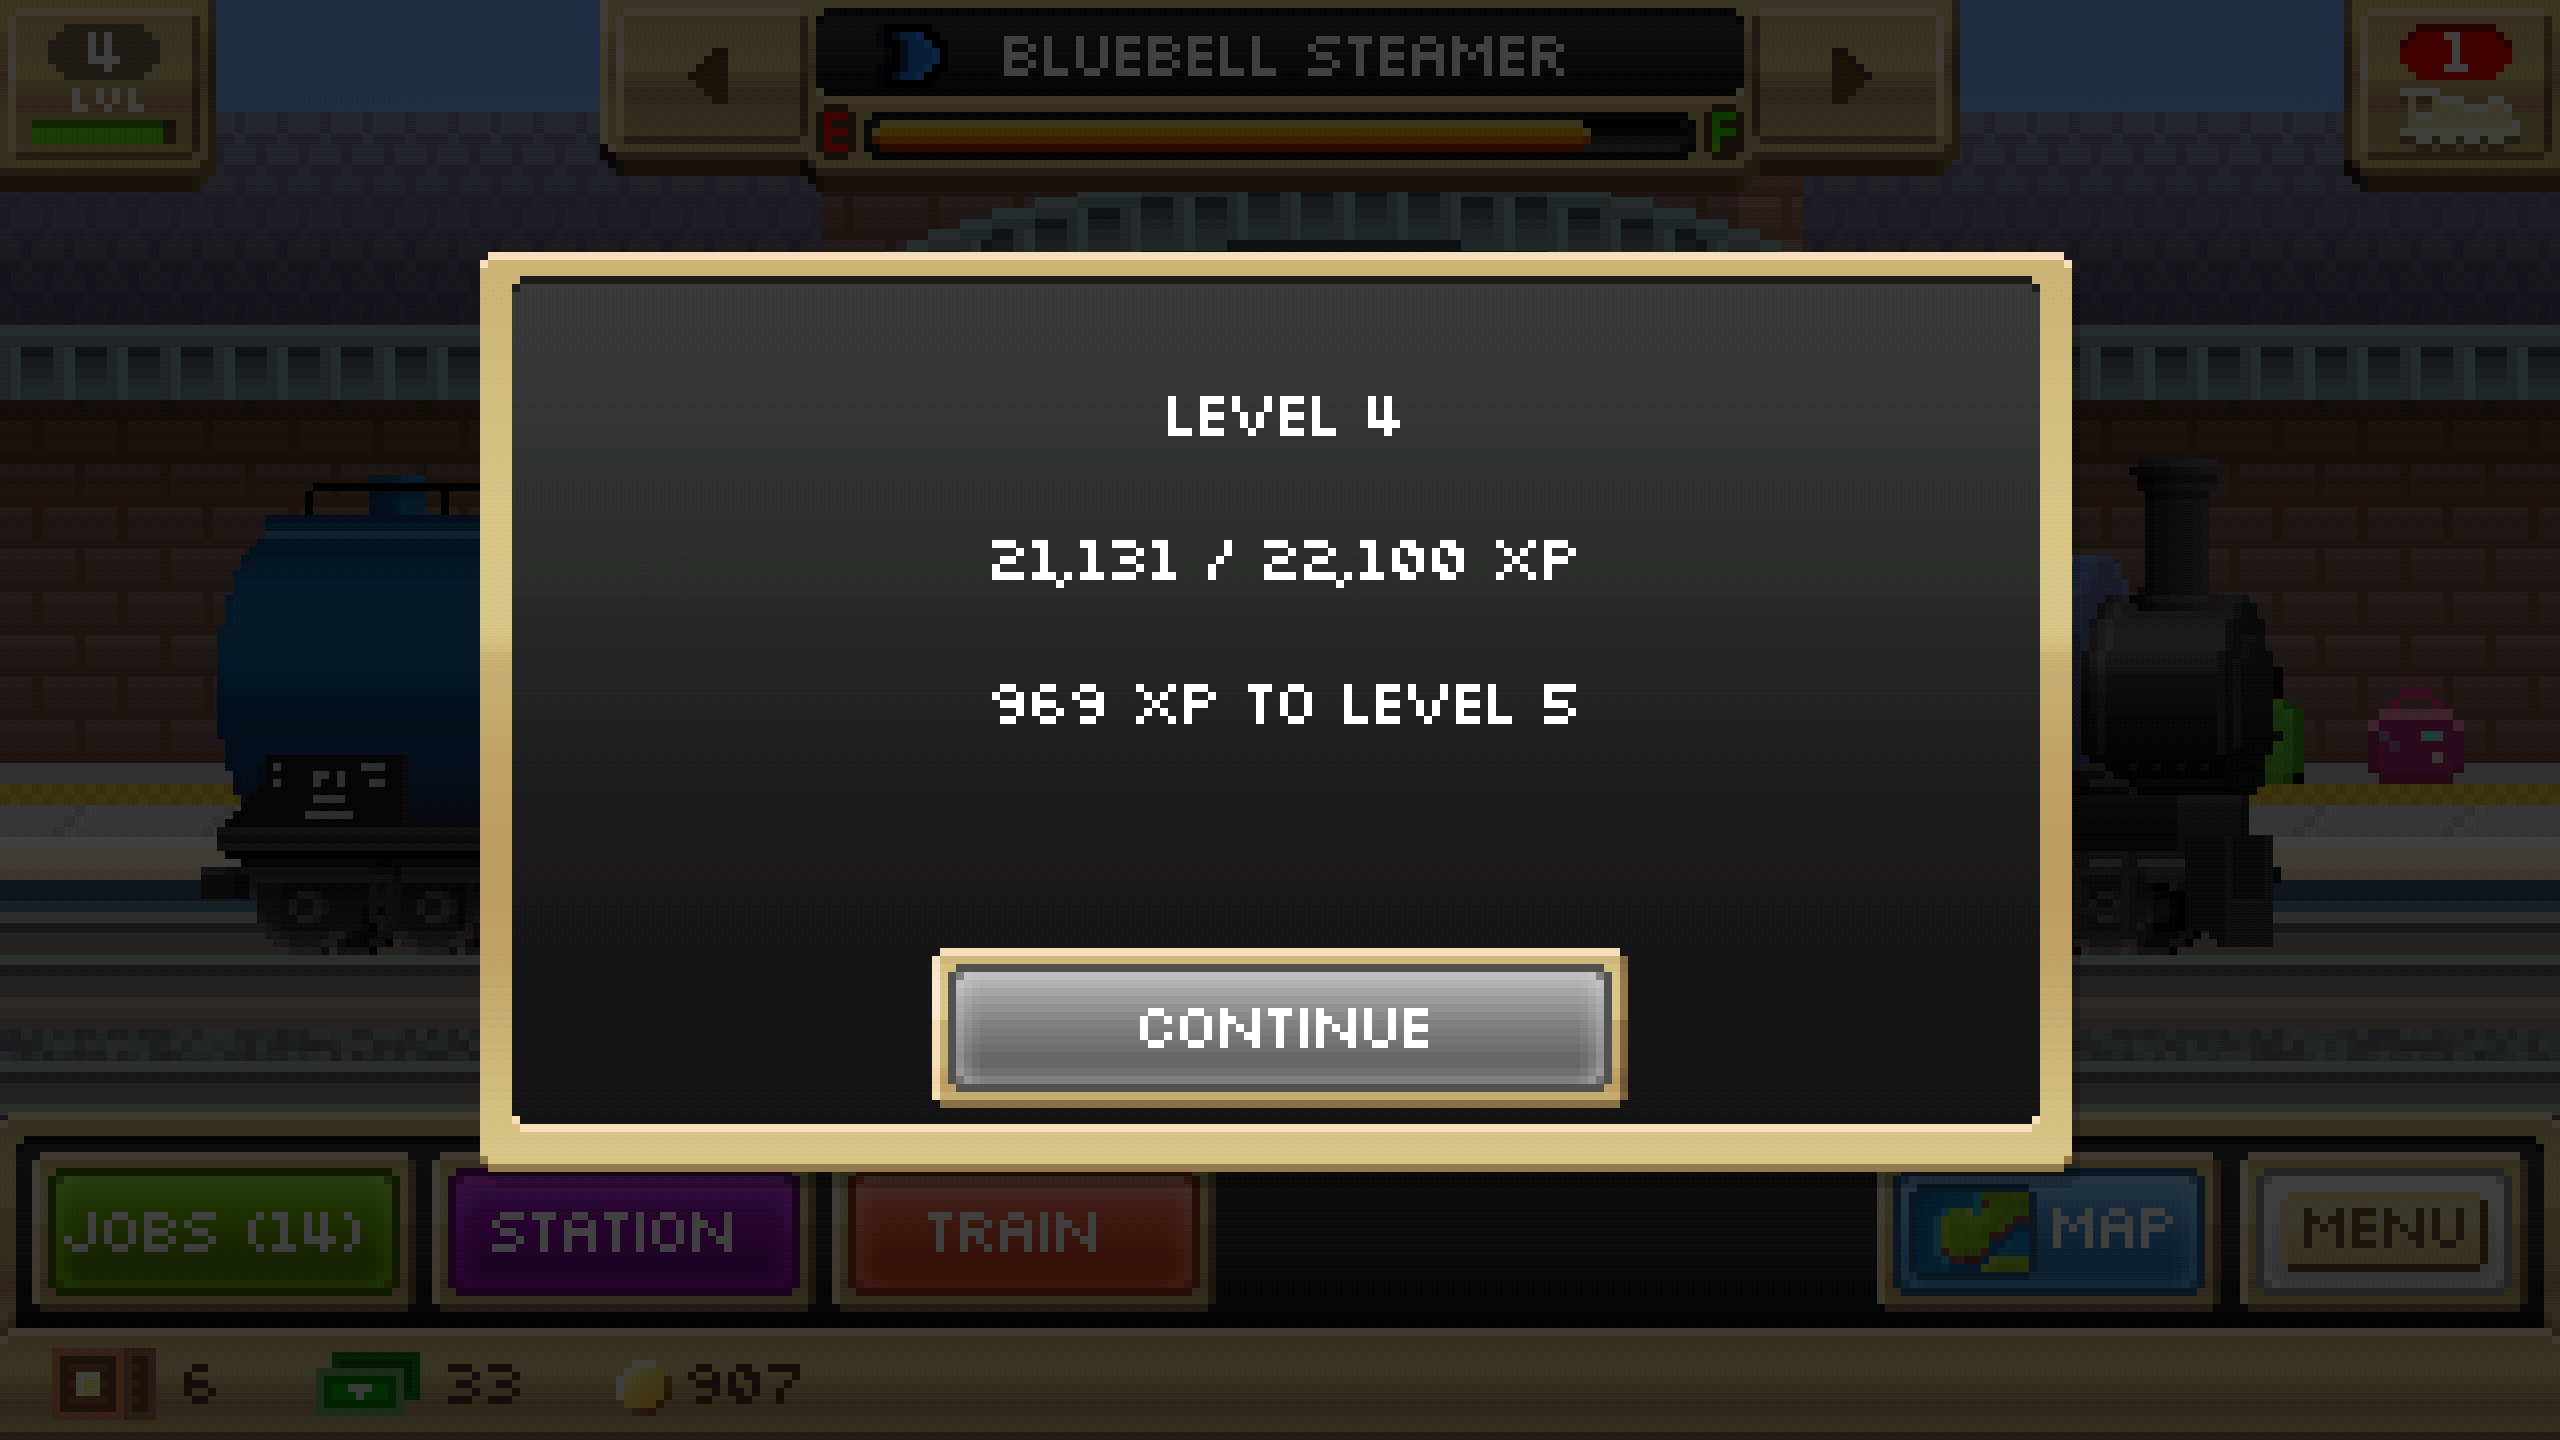 4
LVL
BLUEBELL STEAMER
E F
1
LEVEL 4
21,131 / 22,100 XP
969 XP TO LEVEL 5
CONTINUE
JOBS (14)
STATION
TRAIN
MAP
MENU
6
33
907